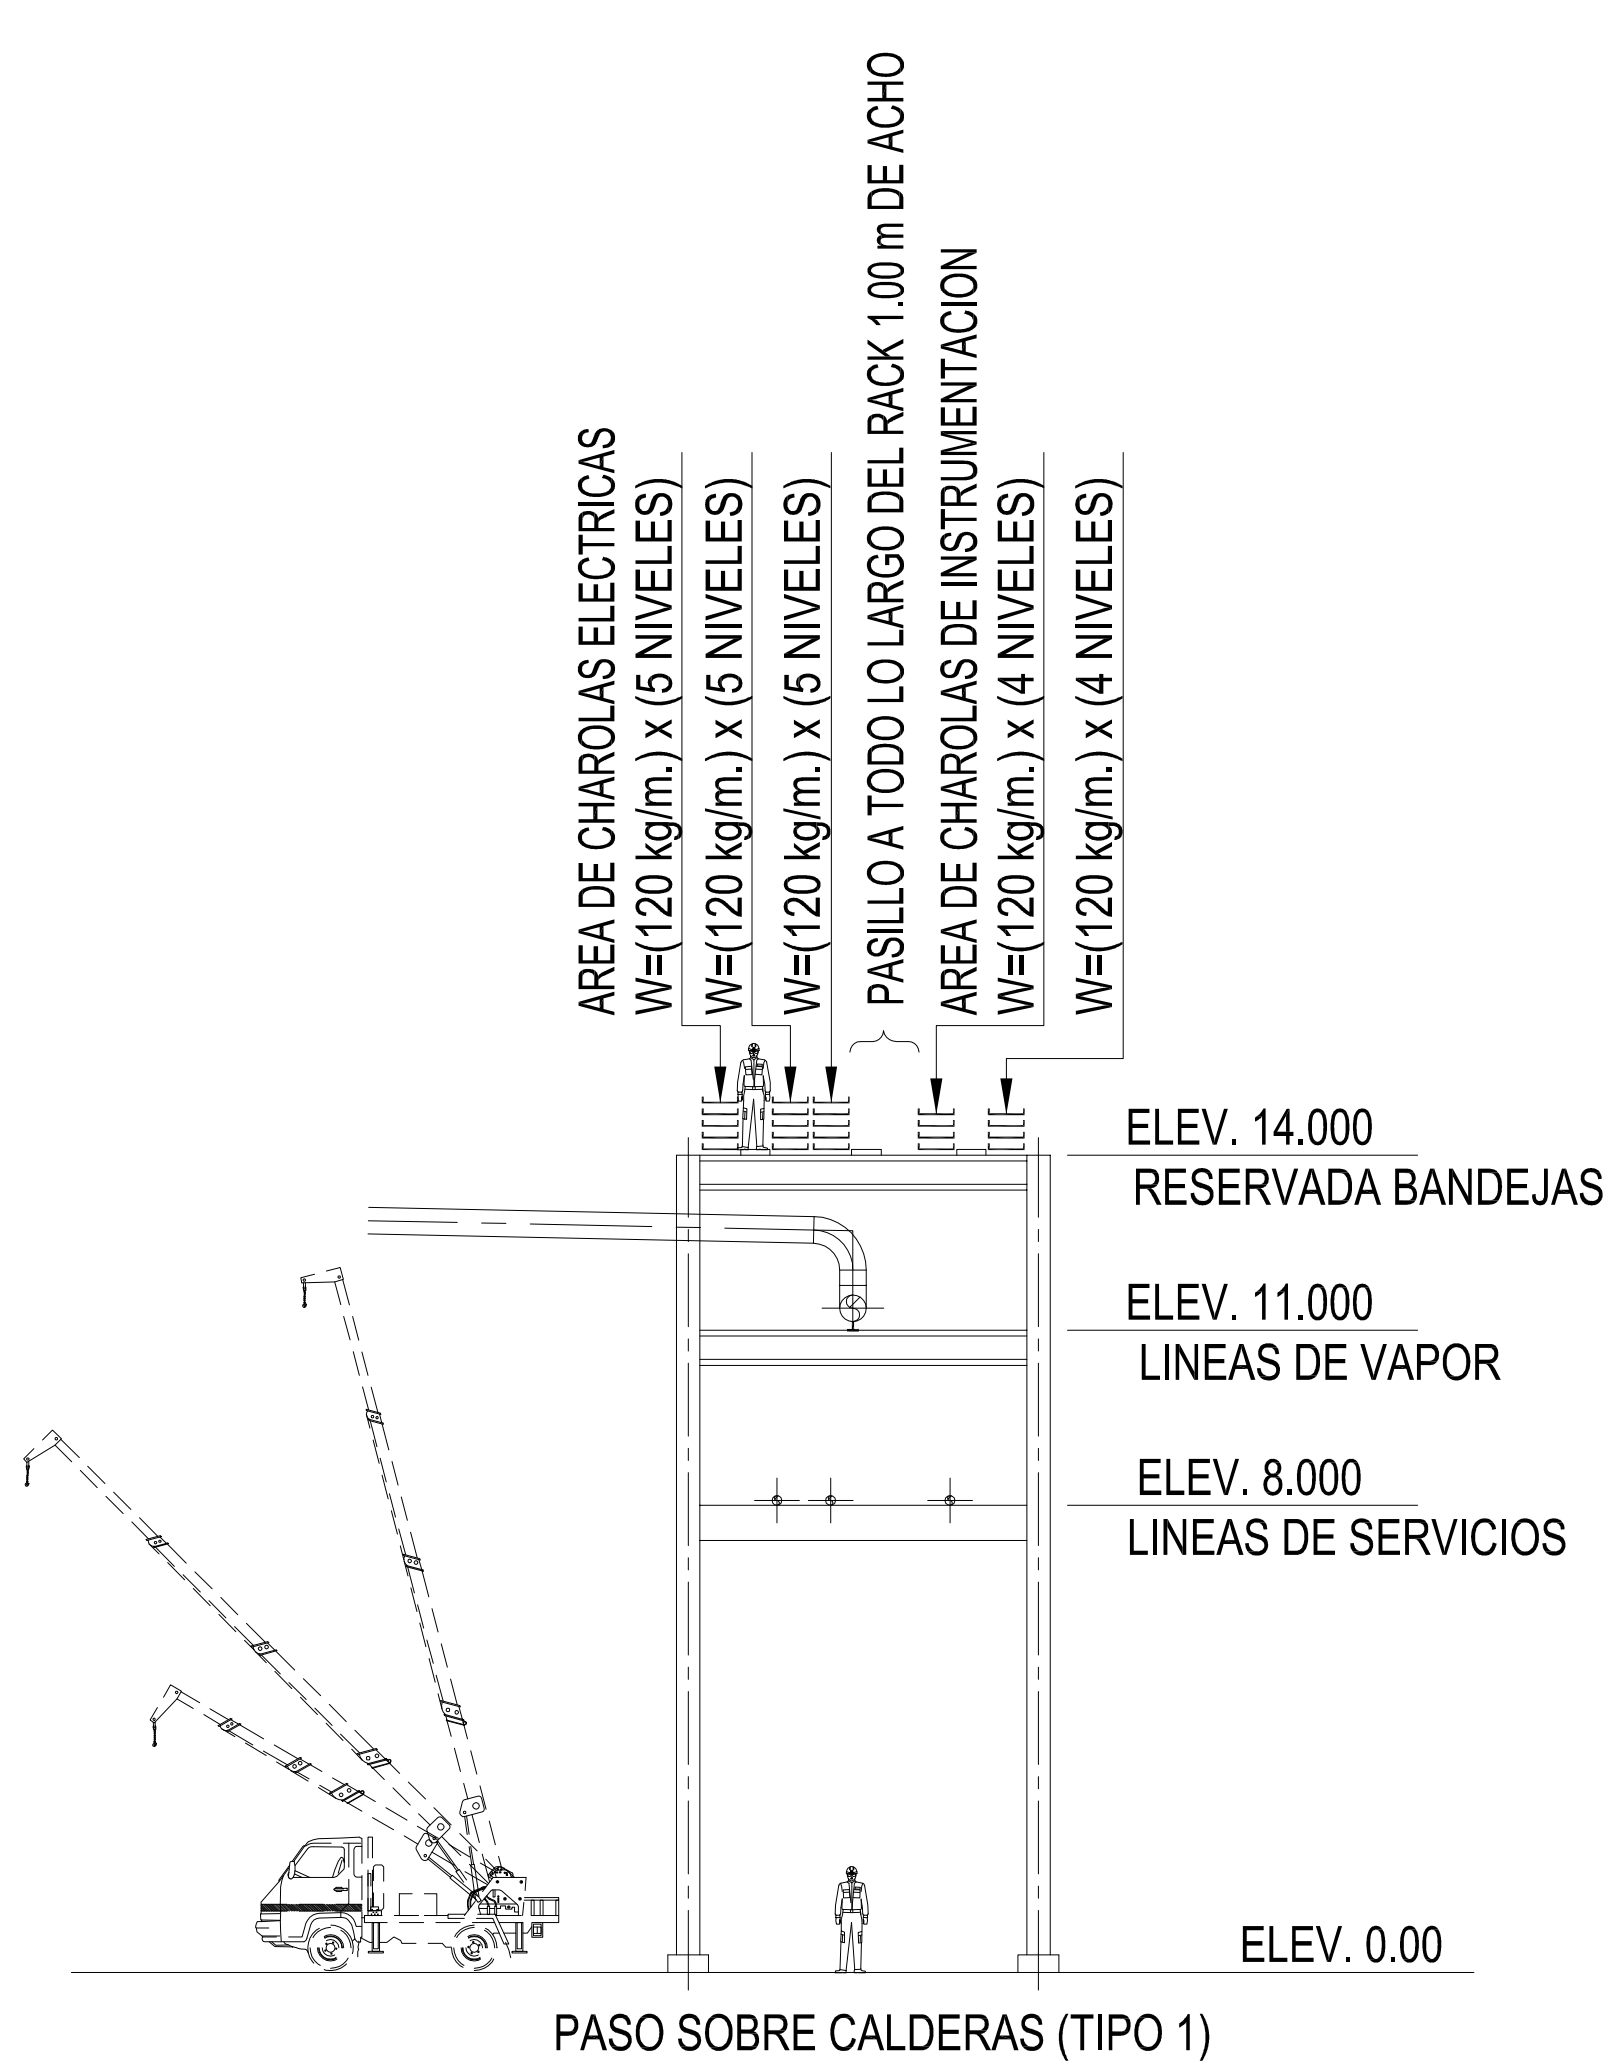 AREA DE CHAROLAS ELECTRICAS
W=(120 kg/m.) x (5 NIVELES)
W=(120 kg/m.) x (5 NIVELES)
W=(120 kg/m.) x (5 NIVELES)
PASILLO A TODO LO LARGO DEL RACK 1.00 m DE ACHO
AREA DE CHAROLAS DE INSTRUMENTACION
W=(120 kg/m.) x (4 NIVELES)
W=(120 kg/m.) x (4 NIVELES)
ELEV. 14.000
RESERVADA BANDEJAS
ELEV. 11.000
LINEAS DE VAPOR
ELEV. 8.000
LINEAS DE SERVICIOS
ELEV. 0.00
PASO SOBRE CALDERAS (TIPO 1)